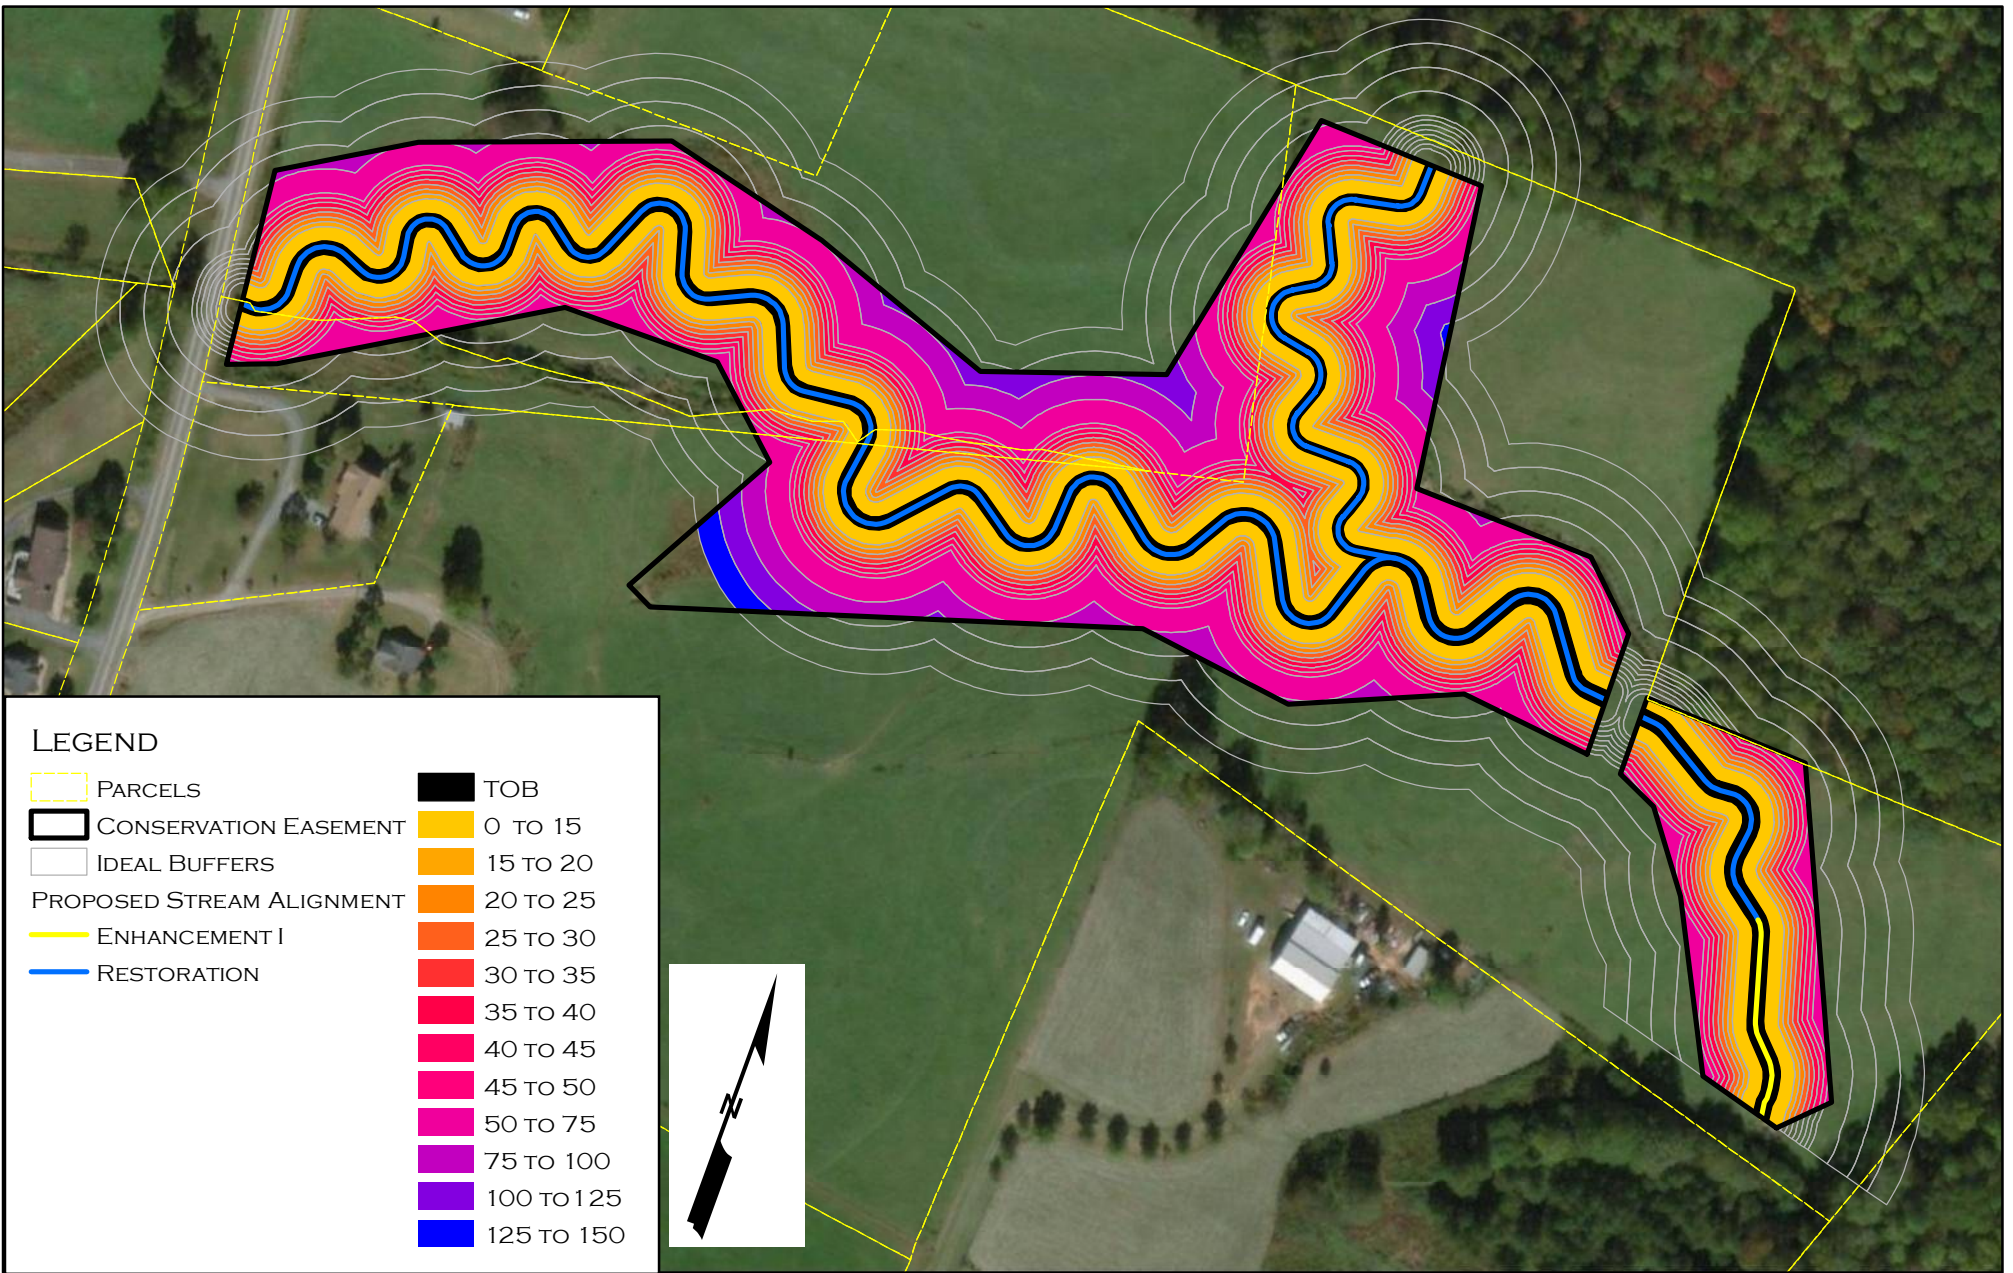 LEGEND
PARCELS
CONSERVATION EASEMENT
IDEAL BUFFERS
PROPOSED STREAM ALIGNMENT
ENHANCEMENT I
RESTORATION
TOB
0 TO 15
15 TO 20
20 TO 25
25 TO 30
30 TO 35
35 TO 40
40 TO 45
45 TO 50
50 TO 75
75 TO 100
100 TO 125
125 TO 150
N